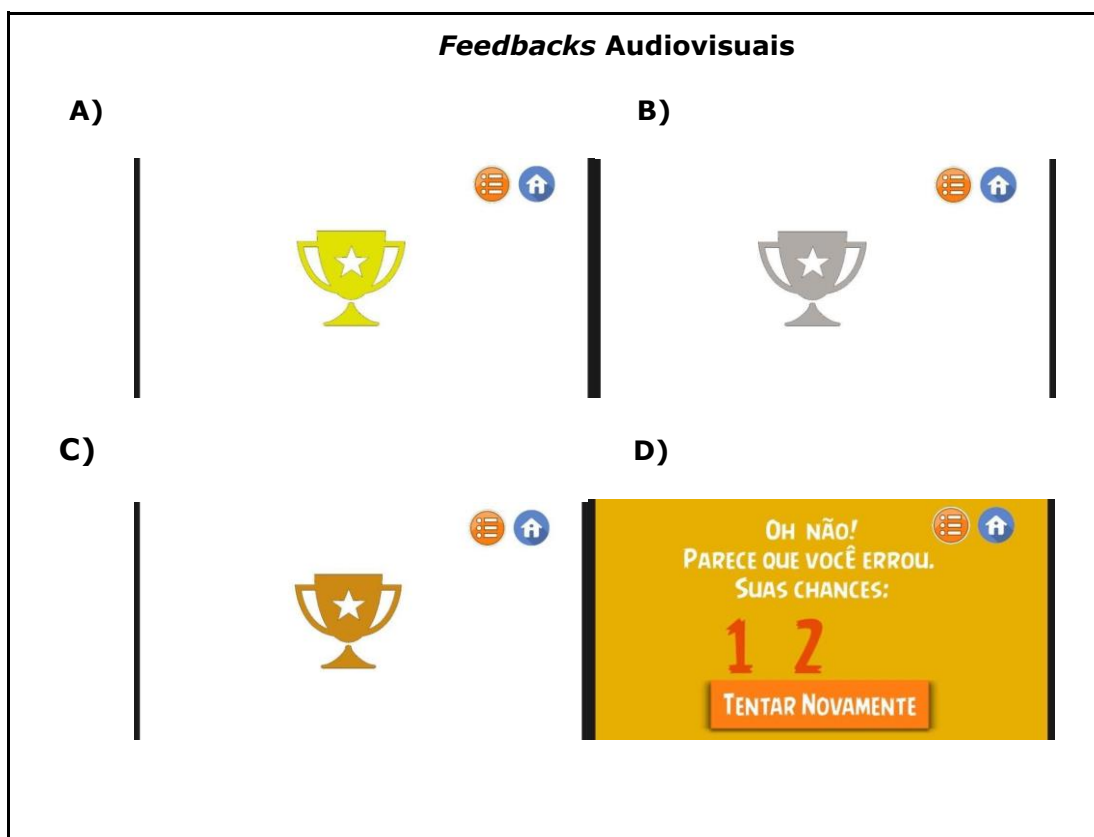 Feedbacks Audiovisuais
A)
B)
C)
D)
OH NÃO!
PARECE QUE VOCÊ ERROU.
SUAS CHANCES:
1 2
TENTAR NOVAMENTE